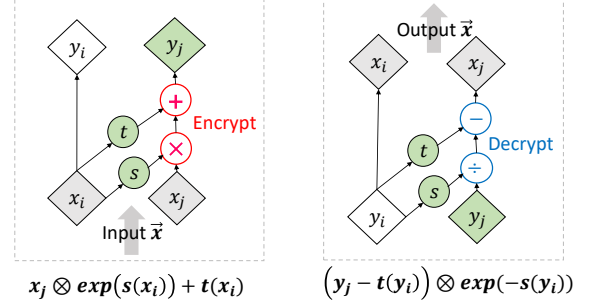 y_i y_j
+ Encrypt
t
×
s
x_i x_j
Input x⃗
x_j ⊗ exp(s(x_i)) + t(x_i)
Output x⃗
x_i x_j
−
t Decrypt
÷
s
y_i y_j
(y_j − t(y_i)) ⊗ exp(−s(y_i))